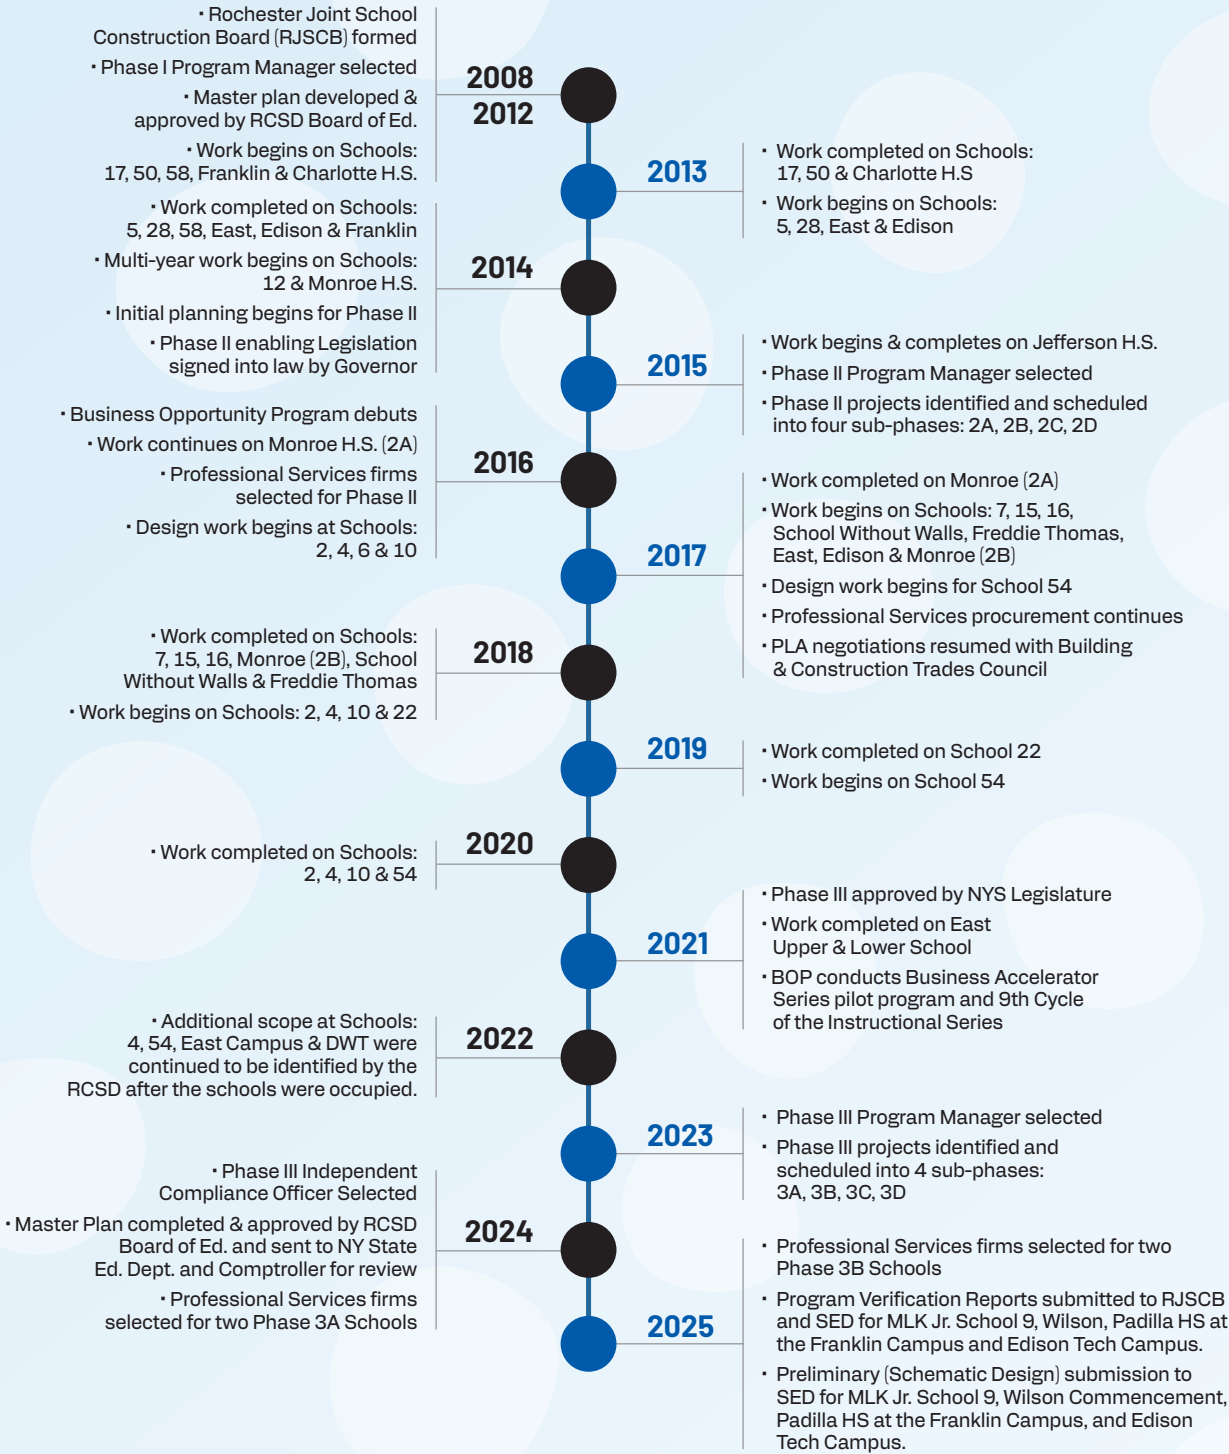 · Rochester Joint School
Construction Board (RJSCB) formed
· Phase I Program Manager selected
· Master plan developed &
approved by RCSD Board of Ed.
· Work begins on Schools:
17, 50, 58, Franklin & Charlotte H.S.
2008
2012
2013
· Work completed on Schools:
17, 50 & Charlotte H.S
· Work begins on Schools:
5, 28, East & Edison
· Work completed on Schools:
5, 28, 58, East, Edison & Franklin
· Multi-year work begins on Schools:
12 & Monroe H.S.
· Initial planning begins for Phase II
· Phase II enabling Legislation
signed into law by Governor
2014
2015
· Work begins & completes on Jefferson H.S.
· Phase II Program Manager selected
· Phase II projects identified and scheduled
into four sub-phases: 2A, 2B, 2C, 2D
· Business Opportunity Program debuts
· Work continues on Monroe H.S. (2A)
· Professional Services firms
selected for Phase II
· Design work begins at Schools:
2, 4, 6 & 10
2016
2017
· Work completed on Monroe (2A)
· Work begins on Schools: 7, 15, 16,
School Without Walls, Freddie Thomas,
East, Edison & Monroe (2B)
· Design work begins for School 54
· Professional Services procurement continues
· PLA negotiations resumed with Building
& Construction Trades Council
· Work completed on Schools:
7, 15, 16, Monroe (2B), School
Without Walls & Freddie Thomas
· Work begins on Schools: 2, 4, 10 & 22
2018
2019
· Work completed on School 22
· Work begins on School 54
· Work completed on Schools:
2, 4, 10 & 54
2020
2021
· Phase III approved by NYS Legislature
· Work completed on East
Upper & Lower School
· BOP conducts Business Accelerator
Series pilot program and 9th Cycle
of the Instructional Series
· Additional scope at Schools:
4, 54, East Campus & DWT were
continued to be identified by the
RCSD after the schools were occupied.
2022
2023
· Phase III Program Manager selected
· Phase III projects identified and
scheduled into 4 sub-phases:
3A, 3B, 3C, 3D
· Phase III Independent
Compliance Officer Selected
· Master Plan completed & approved by RCSD
Board of Ed. and sent to NY State
Ed. Dept. and Comptroller for review
· Professional Services firms
selected for two Phase 3A Schools
2024
2025
· Professional Services firms selected for two
Phase 3B Schools
· Program Verification Reports submitted to RJSCB
and SED for MLK Jr. School 9, Wilson, Padilla HS at
the Franklin Campus and Edison Tech Campus.
· Preliminary (Schematic Design) submission to
SED for MLK Jr. School 9, Wilson Commencement,
Padilla HS at the Franklin Campus, and Edison
Tech Campus.